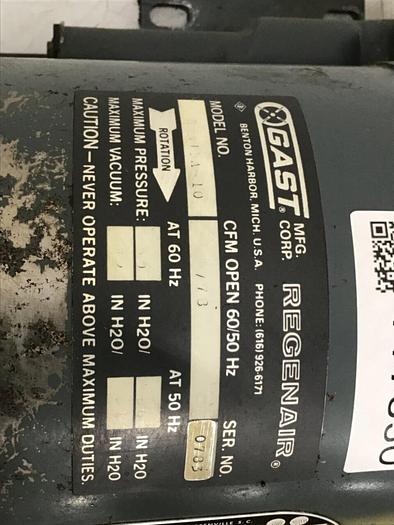 GAST® MFG. CORP. REGENAIR®
BENTON HARBOR, MICH. U.S.A. PHONE: (616) 926-6171
MODEL NO. CFM OPEN 60/50 Hz SER. NO.
0783
ROTATION AT 60 Hz AT 50 Hz
MAXIMUM PRESSURE: IN H2O/ IN H2O
MAXIMUM VACUUM: IN H2O/ IN H2O
CAUTION—NEVER OPERATE ABOVE MAXIMUM DUTIES.